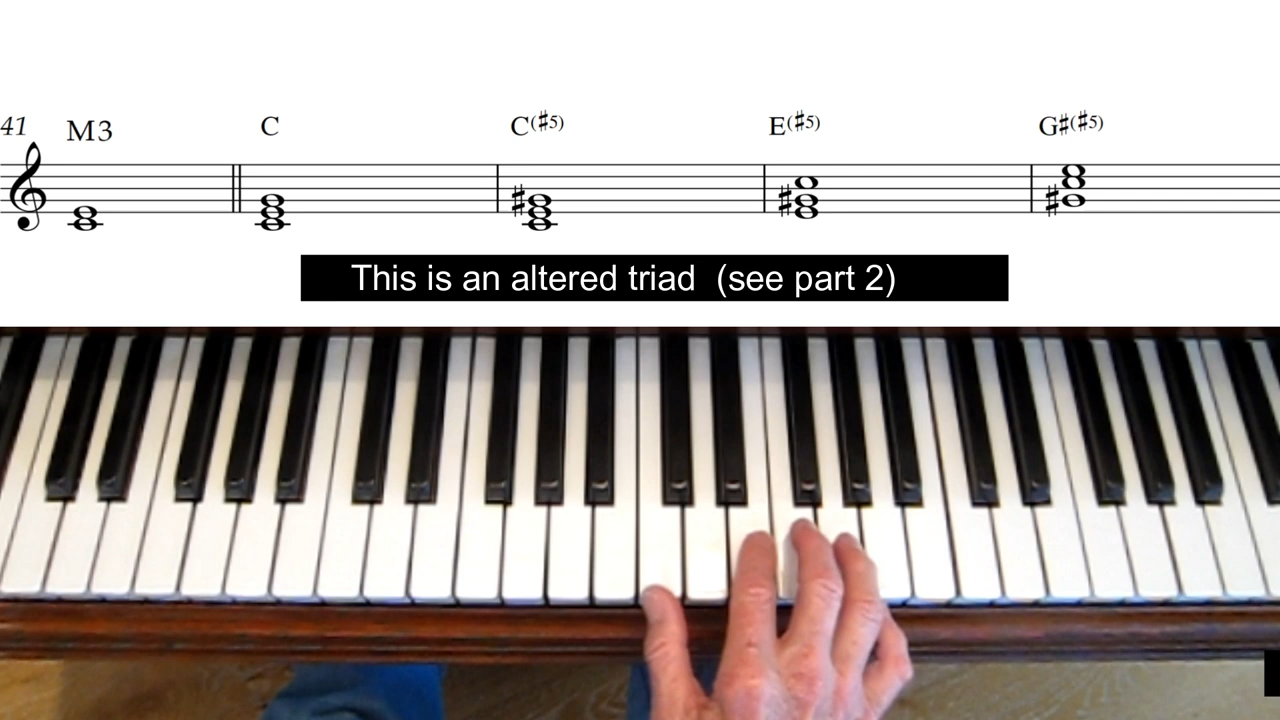 41 M3 C C(♯5) E(♯5) G♯(♯5)
This is an altered triad (see part 2)